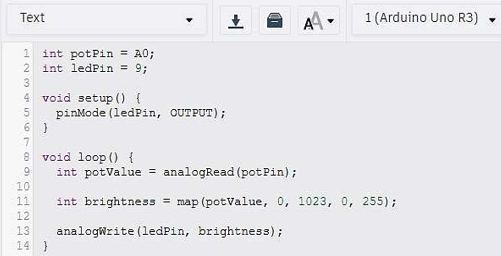 Text
1 (Arduino Uno R3)
1 int potPin = A0;
2 int ledPin = 9;
3
4 void setup() {
5   pinMode(ledPin, OUTPUT);
6 }
7
8 void loop() {
9   int potValue = analogRead(potPin);
10
11   int brightness = map(potValue, 0, 1023, 0, 255);
12
13   analogWrite(ledPin, brightness);
14 }